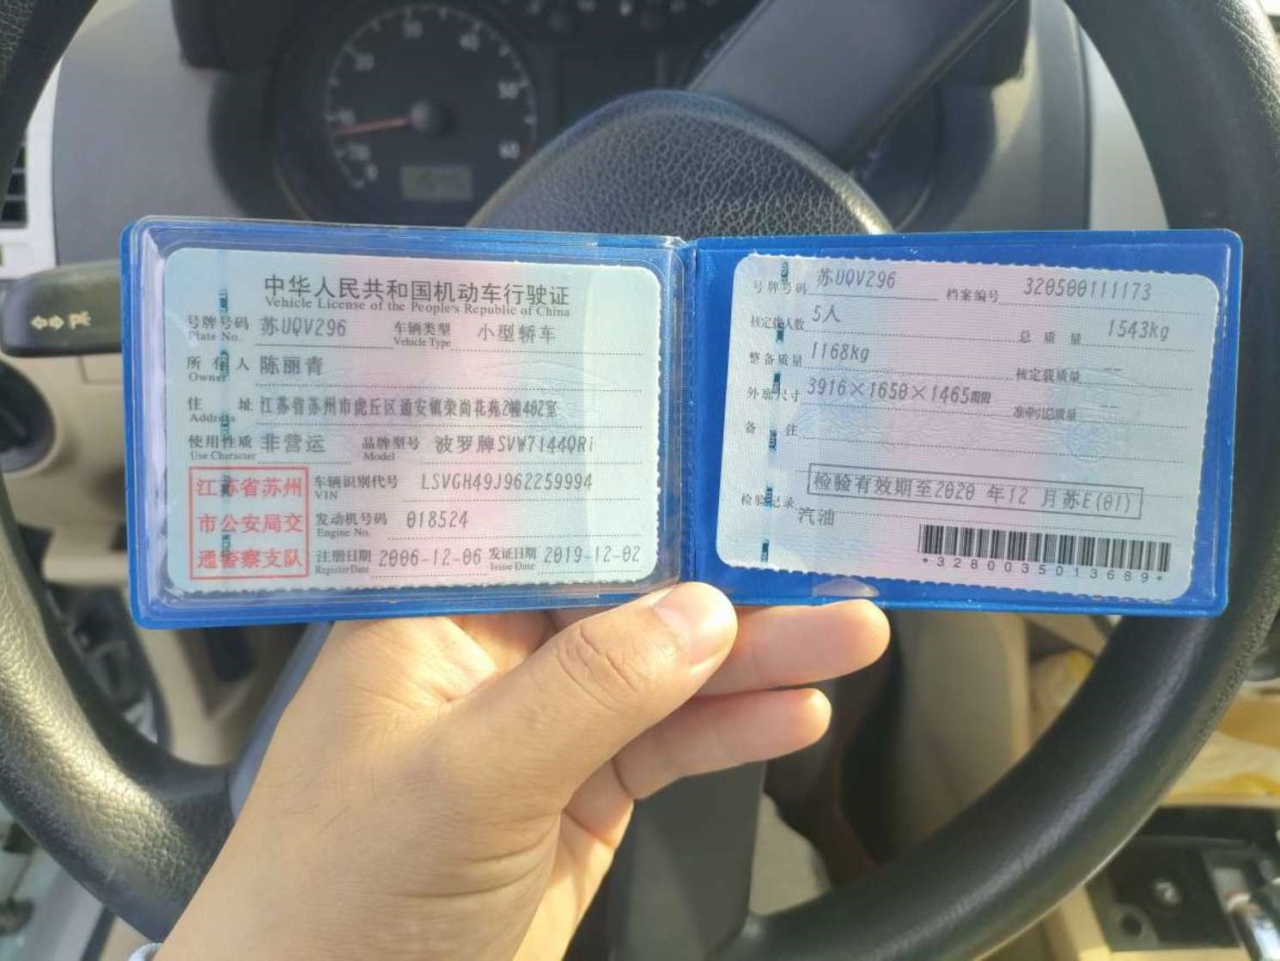 中华人民共和国机动车行驶证
Vehicle License of the People's Republic of China
号牌号码 苏UQV296 车辆类型 小型轿车
Plate No. Vehicle Type
所有人 陈丽青
Owner
住址 江苏省苏州市虎丘区通安镇荣尚花苑2幢402室
Address
使用性质 非营运 品牌型号 波罗牌SVW7144QRi
Use Character Model
江苏省苏州
市公安局交
通警察支队
车辆识别代号 LSVGH49J962259994
VIN
发动机号码 018524
Engine No.
注册日期 2006-12-06 发证日期 2019-12-02
Register Date Issue Date
号牌号码 苏UQV296 档案编号 320500111173
核定载人数 5人 总质量 1543kg
整备质量 1168kg 核定载质量 --
外廓尺寸 3916×1650×1465mm 准牵引总质量 --
备注
检验有效期至2020 年12 月苏E(01)
检验记录
汽油
*3280035013689*
20
30
40
50
60